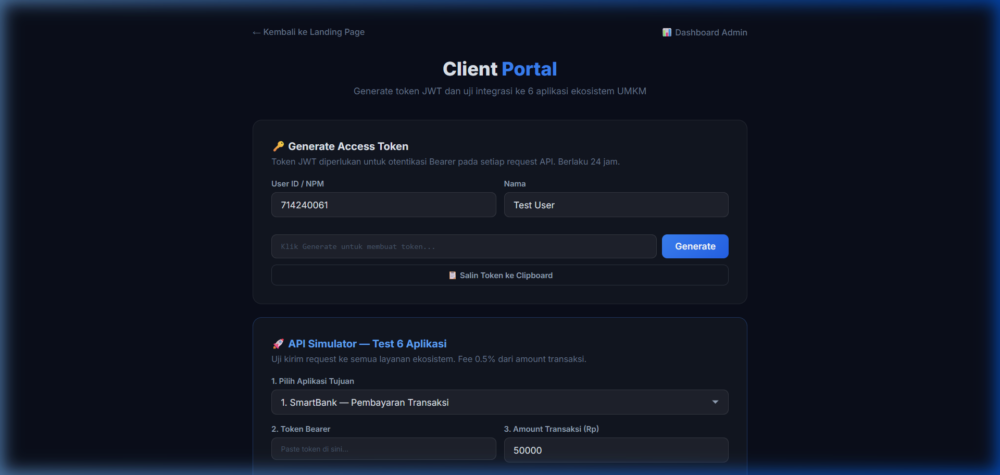 ← Kembali ke Landing Page
📊 Dashboard Admin
Client Portal
Generate token JWT dan uji integrasi ke 6 aplikasi ekosistem UMKM
🔑 Generate Access Token
Token JWT diperlukan untuk otentikasi Bearer pada setiap request API. Berlaku 24 jam.
User ID / NPM
Nama
714240061
Test User
Klik Generate untuk membuat token...
Generate
📋 Salin Token ke Clipboard
🚀 API Simulator — Test 6 Aplikasi
Uji kirim request ke semua layanan ekosistem. Fee 0.5% dari amount transaksi.
1. Pilih Aplikasi Tujuan
1. SmartBank — Pembayaran Transaksi
2. Token Bearer
3. Amount Transaksi (Rp)
Paste token di sini...
50000